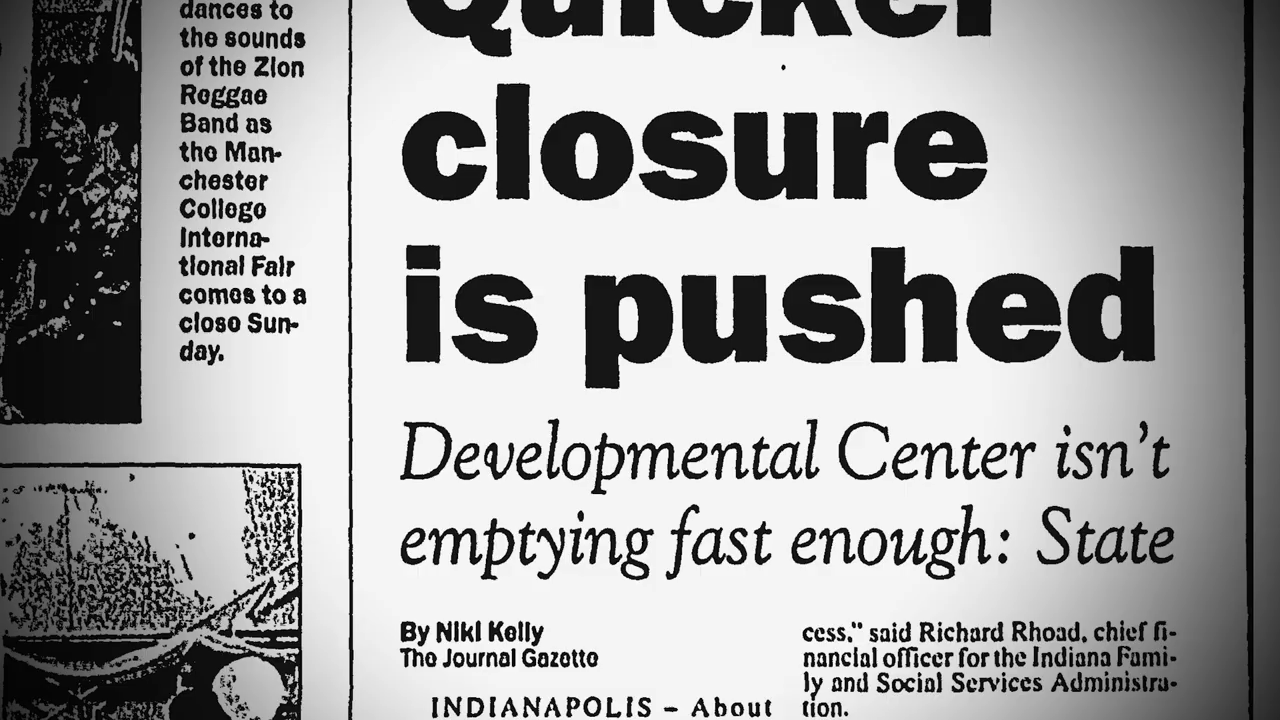 dances to
the sounds
of the Zion
Reggae
Band as
the Man-
chester
College
Interna-
tional Fair
comes to a
close Sun-
day.
Quicker
closure
is pushed
Developmental Center isn't
emptying fast enough: State
By Niki Kelly
The Journal Gazette
INDIANAPOLIS – About
cess," said Richard Rhoad, chief fi-
nancial officer for the Indiana Fami-
ly and Social Services Administra-
tion.